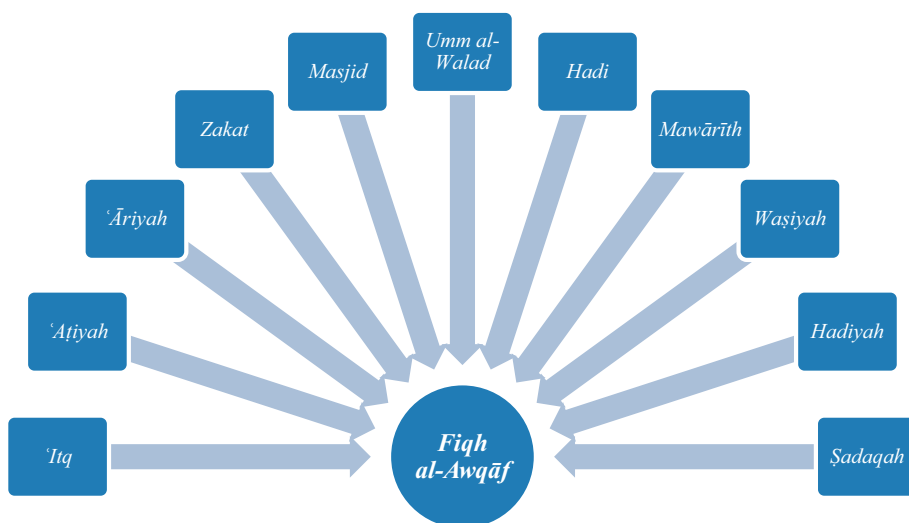 Umm al-
Walad
Masjid
Hadi
Zakat
Mawārīth
ʿĀriyah
Waṣiyah
ʿAṭiyah
Hadiyah
Fiqh
al-Awqāf
ʿItq
Ṣadaqah